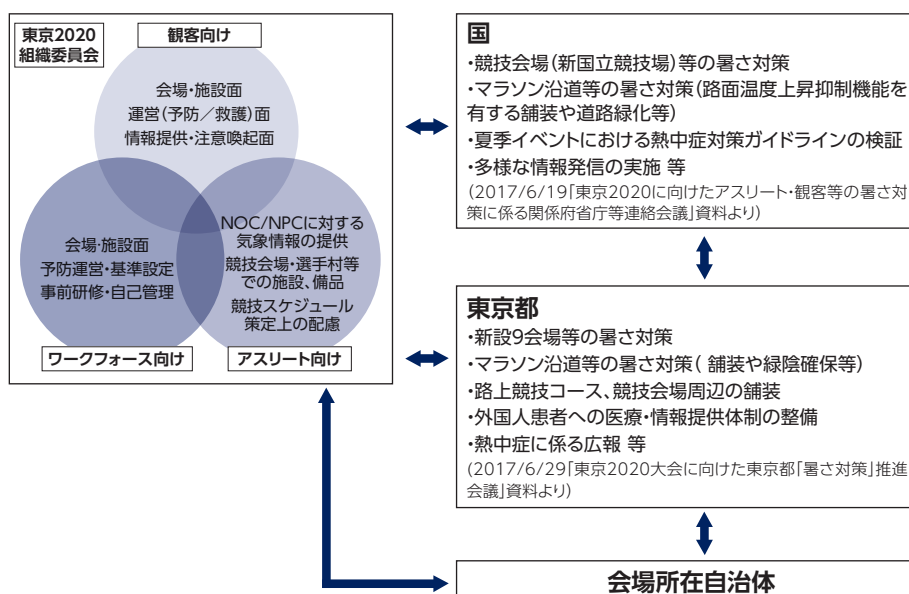 東京2020
組織委員会
観客向け
会場・施設面
運営(予防／救護)面
情報提供・注意喚起面
会場・施設面
予防運営・基準設定
事前研修・自己管理
NOC/NPCに対する
気象情報の提供
競技会場・選手村等
での施設、備品
競技スケジュール
策定上の配慮
ワークフォース向け
アスリート向け
国
・競技会場(新国立競技場)等の暑さ対策
・マラソン沿道等の暑さ対策(路面温度上昇抑制機能を
有する舗装や道路緑化等)
・夏季イベントにおける熱中症対策ガイドラインの検証
・多様な情報発信の実施 等
(2017/6/19「東京2020に向けたアスリート・観客等の暑さ対
策に係る関係府省庁等連絡会議」資料より)
東京都
・新設9会場等の暑さ対策
・マラソン沿道等の暑さ対策( 舗装や緑陰確保等)
・路上競技コース、競技会場周辺の舗装
・外国人患者への医療・情報提供体制の整備
・熱中症に係る広報 等
(2017/6/29「東京2020大会に向けた東京都「暑さ対策」推進
会議」資料より)
会場所在自治体